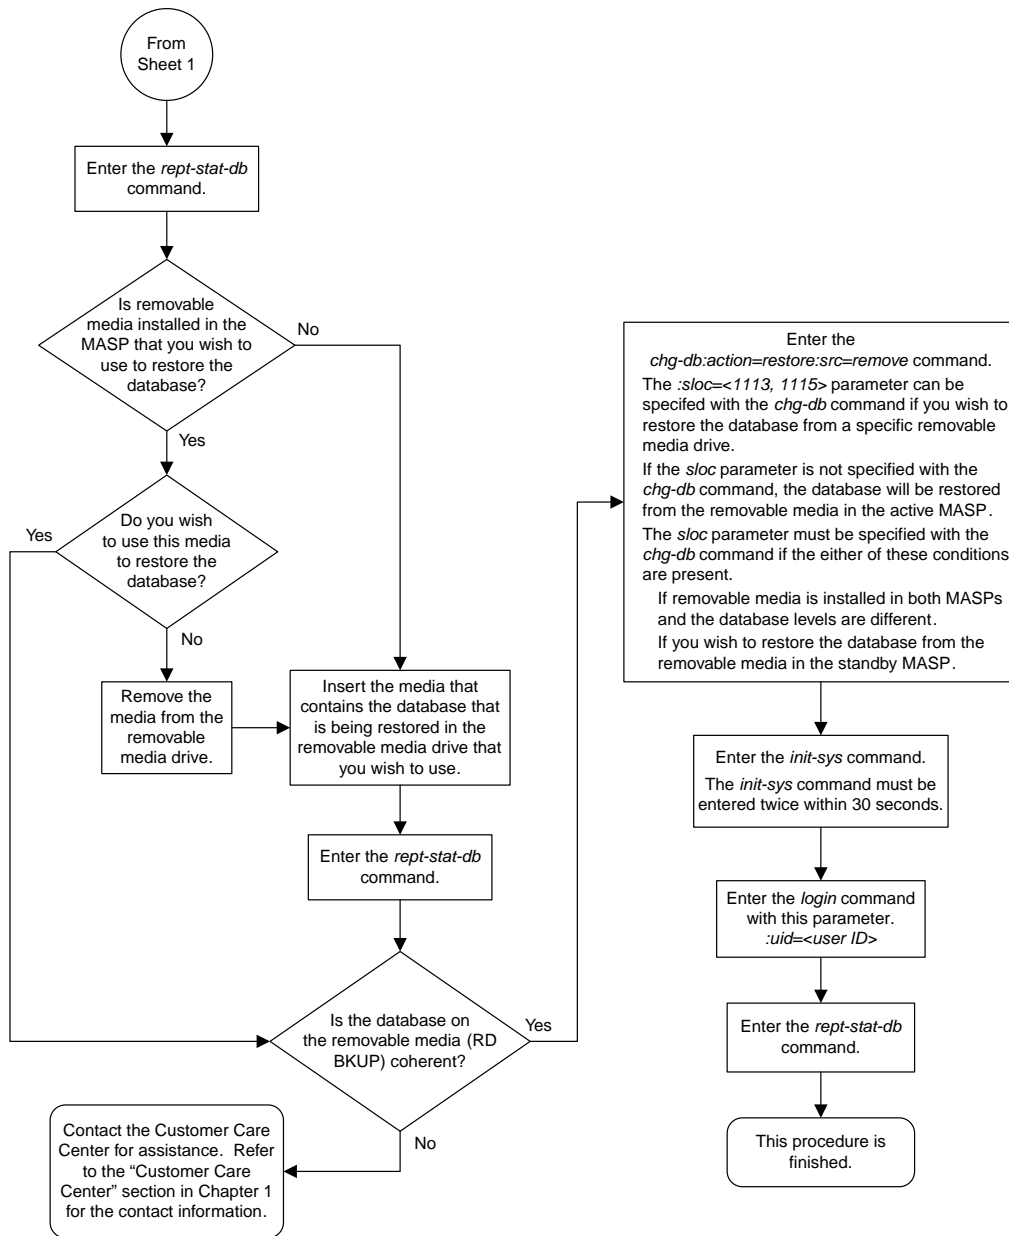 From
Sheet 1
Enter the rept-stat-db
command.
Is removable
media installed in the
MASP that you wish to
use to restore the
database?
No
Yes
Do you wish
to use this media
to restore the
database?
Yes
No
Remove the
media from the
removable
media drive.
Insert the media that
contains the database that
is being restored in the
removable media drive that
you wish to use.
Enter the rept-stat-db
command.
Is the database on
the removable media (RD
BKUP) coherent?
Yes
No
Contact the Customer Care
Center for assistance. Refer
to the “Customer Care
Center” section in Chapter 1
for the contact information.
Enter the
chg-db:action=restore:src=remove command.
The :sloc=<1113, 1115> parameter can be
specifed with the chg-db command if you wish to
restore the database from a specific removable
media drive.
If the sloc parameter is not specified with the
chg-db command, the database will be restored
from the removable media in the active MASP.
The sloc parameter must be specified with the
chg-db command if the either of these conditions
are present.
If removable media is installed in both MASPs
and the database levels are different.
If you wish to restore the database from the
removable media in the standby MASP.
Enter the init-sys command.
The init-sys command must be
entered twice within 30 seconds.
Enter the login command
with this parameter.
:uid=<user ID>
Enter the rept-stat-db
command.
This procedure is
finished.